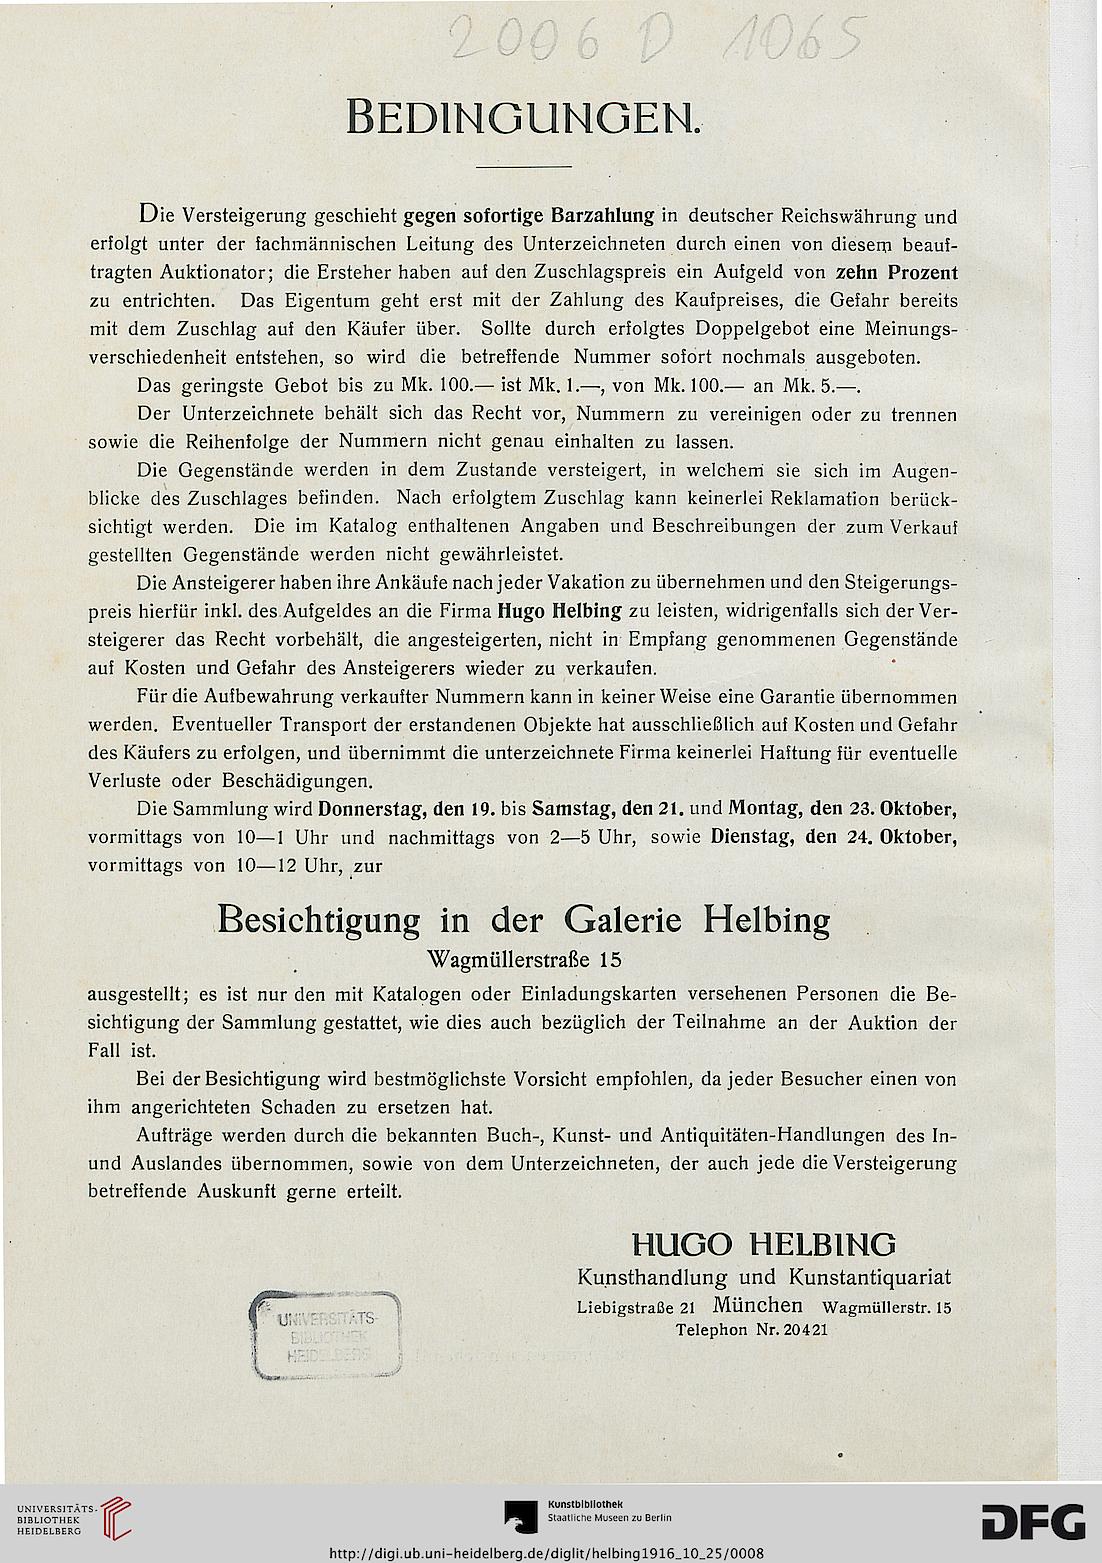 2006 D 1065
BEDINGUNGEN.
Die Versteigerung geschieht gegen sofortige Barzahlung in deutscher Reichswährung und
erfolgt unter der fachmännischen Leitung des Unterzeichneten durch einen von diesem beauf-
tragten Auktionator; die Ersteher haben auf den Zuschlagspreis ein Aufgeld von zehn Prozent
zu entrichten. Das Eigentum geht erst mit der Zahlung des Kaufpreises, die Gefahr bereits
mit dem Zuschlag auf den Käufer über. Sollte durch erfolgtes Doppelgebot eine Meinungs-
verschiedenheit entstehen, so wird die betreffende Nummer sofort nochmals ausgeboten.
Das geringste Gebot bis zu Mk. 100.— ist Mk. 1.—, von Mk. 100.— an Mk. 5.—.
Der Unterzeichnete behält sich das Recht vor, Nummern zu vereinigen oder zu trennen
sowie die Reihenfolge der Nummern nicht genau einhalten zu lassen.
Die Gegenstände werden in dem Zustande versteigert, in welchem sie sich im Augen-
blicke des Zuschlages befinden. Nach erfolgtem Zuschlag kann keinerlei Reklamation berück-
sichtigt werden. Die im Katalog enthaltenen Angaben und Beschreibungen der zum Verkauf
gestellten Gegenstände werden nicht gewährleistet.
Die Ansteigerer haben ihre Ankäufe nach jeder Vakation zu übernehmen und den Steigerungs-
preis hierfür inkl. des Aufgeldes an die Firma Hugo Helbing zu leisten, widrigenfalls sich der Ver-
steigerer das Recht vorbehält, die angesteigerten, nicht in Empfang genommenen Gegenstände
auf Kosten und Gefahr des Ansteigerers wieder zu verkaufen.
Für die Aufbewahrung verkaufter Nummern kann in keiner Weise eine Garantie übernommen
werden. Eventueller Transport der erstandenen Objekte hat ausschließlich auf Kosten und Gefahr
des Käufers zu erfolgen, und übernimmt die unterzeichnete Firma keinerlei Haftung für eventuelle
Verluste oder Beschädigungen.
Die Sammlung wird Donnerstag, den 19. bis Samstag, den 21. und Montag, den 23. Oktober,
vormittags von 10—1 Uhr und nachmittags von 2—5 Uhr, sowie Dienstag, den 24. Oktober,
vormittags von 10—12 Uhr, zur
Besichtigung in der Galerie Helbing
Wagmüllerstraße 15
ausgestellt; es ist nur den mit Katalogen oder Einladungskarten versehenen Personen die Be-
sichtigung der Sammlung gestattet, wie dies auch bezüglich der Teilnahme an der Auktion der
Fall ist.
Bei der Besichtigung wird bestmöglichste Vorsicht empfohlen, da jeder Besucher einen von
ihm angerichteten Schaden zu ersetzen hat.
Aufträge werden durch die bekannten Buch-, Kunst- und Antiquitäten-Handlungen des In-
und Auslandes übernommen, sowie von dem Unterzeichneten, der auch jede die Versteigerung
betreffende Auskunft gerne erteilt.
HUGO HELBING
Kunsthandlung und Kunstantiquariat
Liebigstraße 21 München Wagmüllerstr. 15
Telephon Nr. 20421
UNIVERSITÄTS-
BIBLIOTHEK
HEIDELBERG
UNIVERSITÄTS-
BIBLIOTHEK
HEIDELBERG
Kunstbibliothek
Staatliche Museen zu Berlin
DFG
http://digi.ub.uni-heidelberg.de/diglit/helbing1916_10_25/0008